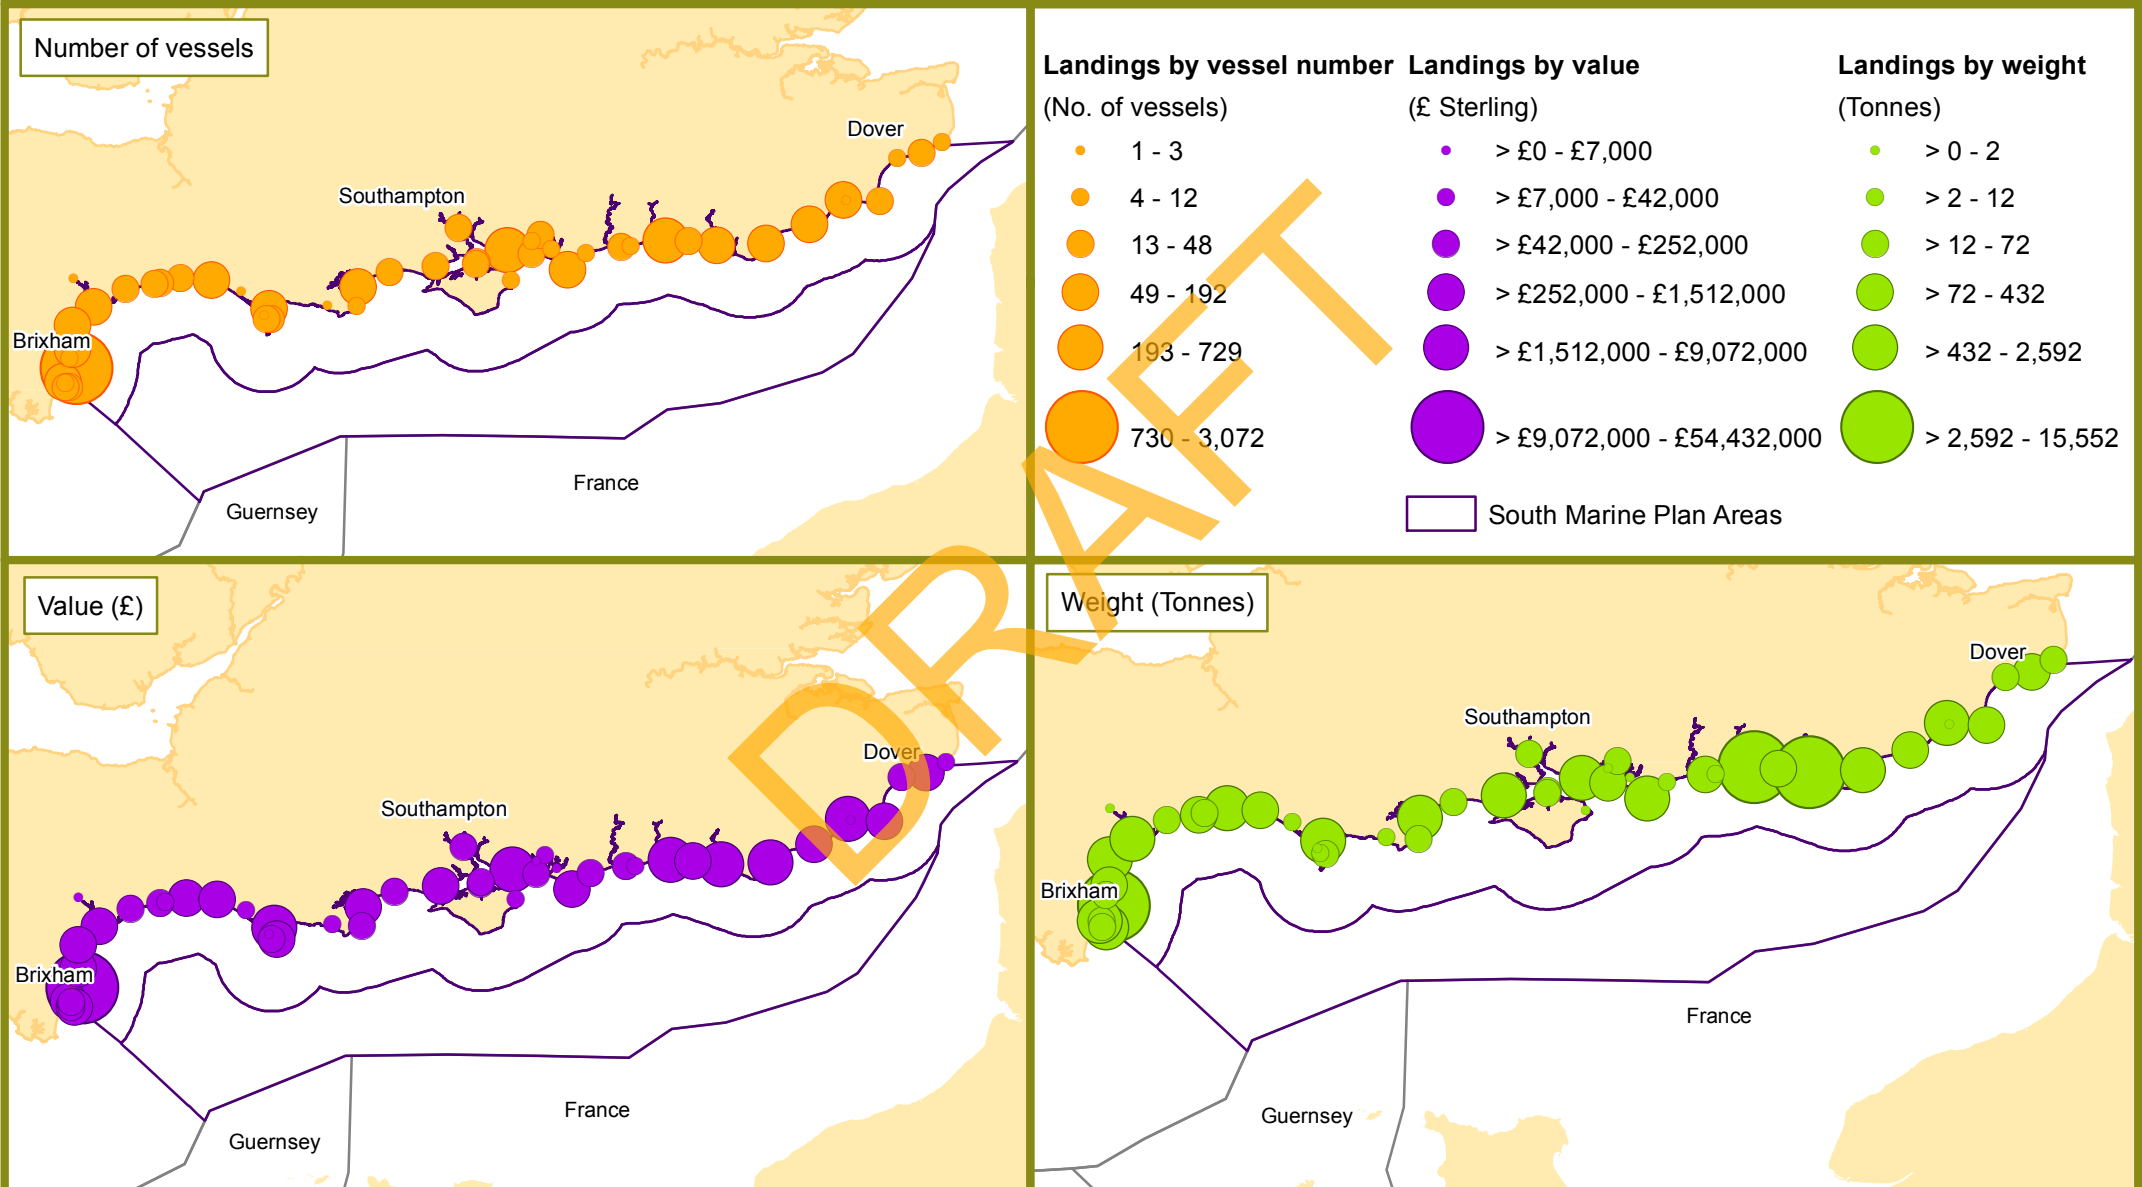 Number of vessels
Dover
Southampton
Brixham
France
Guernsey
Landings by vessel number
(No. of vessels)
1 - 3
4 - 12
13 - 48
49 - 192
193 - 729
730 - 3,072
Landings by value
(£ Sterling)
> £0 - £7,000
> £7,000 - £42,000
> £42,000 - £252,000
> £252,000 - £1,512,000
> £1,512,000 - £9,072,000
> £9,072,000 - £54,432,000
Landings by weight
(Tonnes)
> 0 - 2
> 2 - 12
> 12 - 72
> 72 - 432
> 432 - 2,592
> 2,592 - 15,552
South Marine Plan Areas
DRAFT
Value (£)
Dover
Southampton
Brixham
France
Guernsey
Weight (Tonnes)
Dover
Southampton
Brixham
France
Guernsey